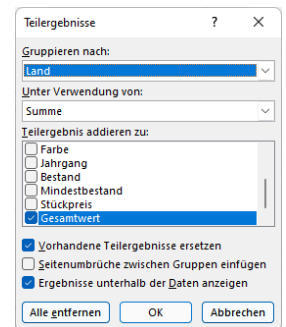 Teilergebnisse ? ×
Gruppieren nach:
Land
Unter Verwendung von:
Summe
Teilergebnis addieren zu:
Farbe
Jahrgang
Bestand
Mindestbestand
Stückpreis
Gesamtwert
Vorhandene Teilergebnisse ersetzen
Seitenumbrüche zwischen Gruppen einfügen
Ergebnisse unterhalb der Daten anzeigen
Alle entfernen OK Abbrechen